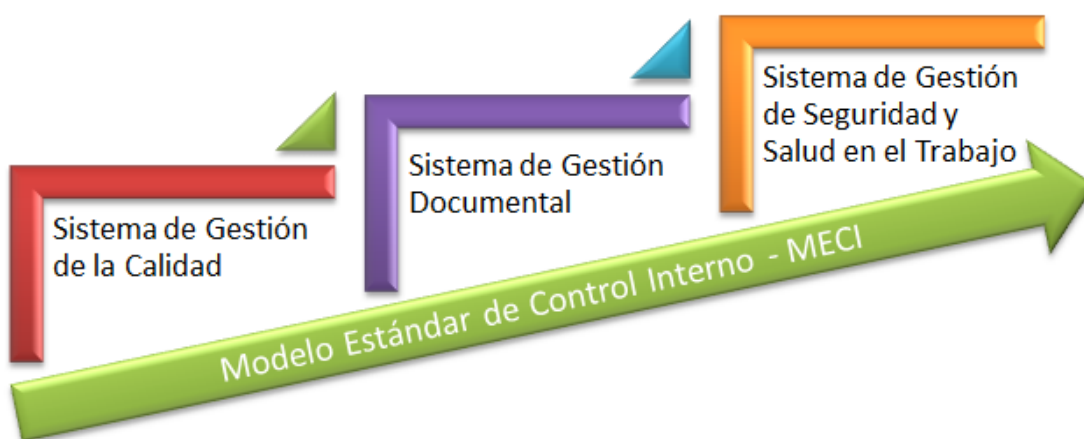 Sistema de Gestión
de la Calidad
Sistema de Gestión
Documental
Sistema de Gestión
de Seguridad y
Salud en el Trabajo
Modelo Estándar de Control Interno - MECI